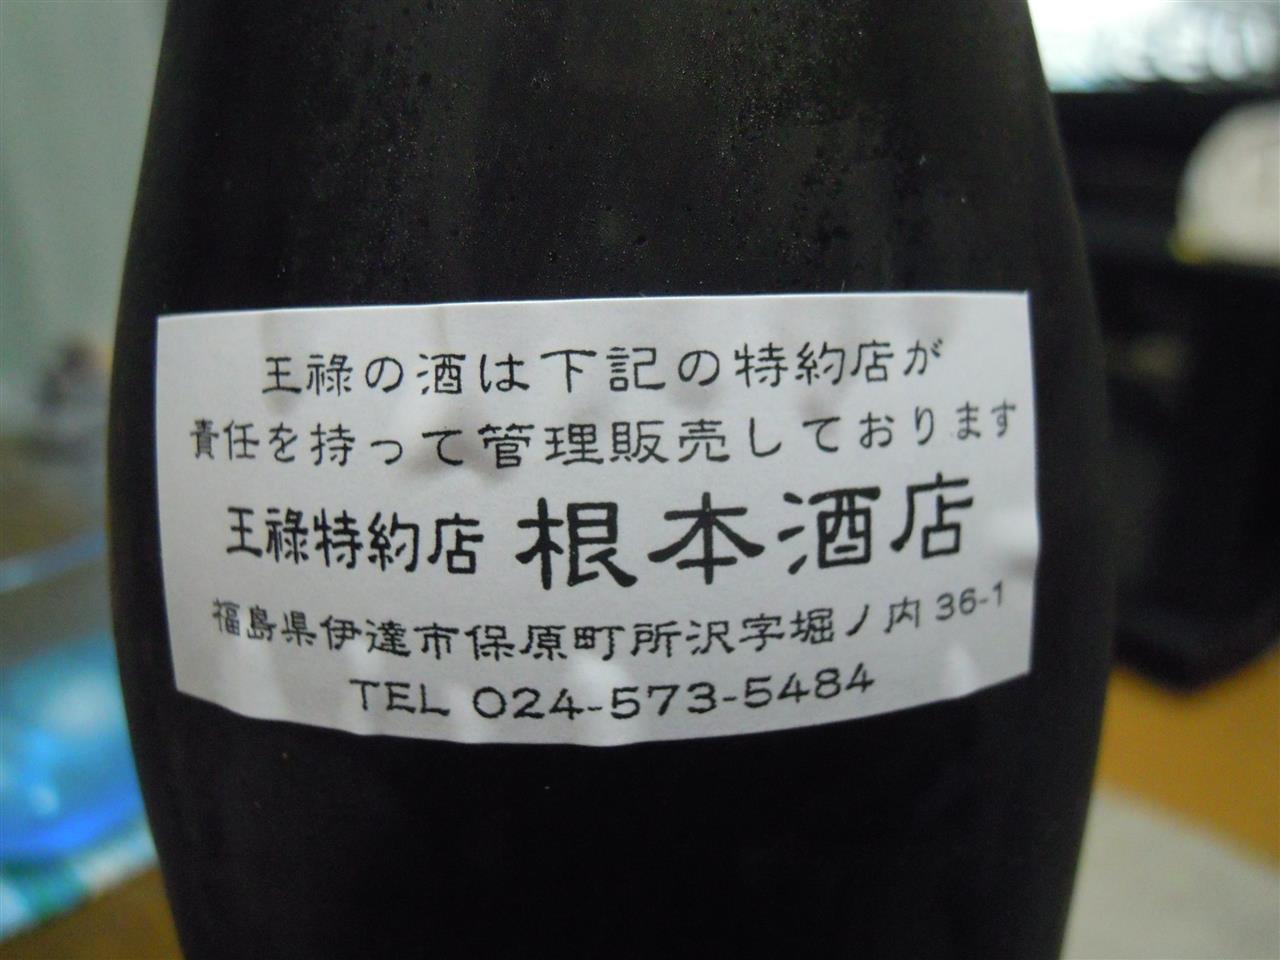 王祿の酒は下記の特約店が
責任を持って管理販売しております
王祿特約店 根本酒店
福島県伊達市保原町所沢字堀ノ内 36-1
TEL 024-573-5484